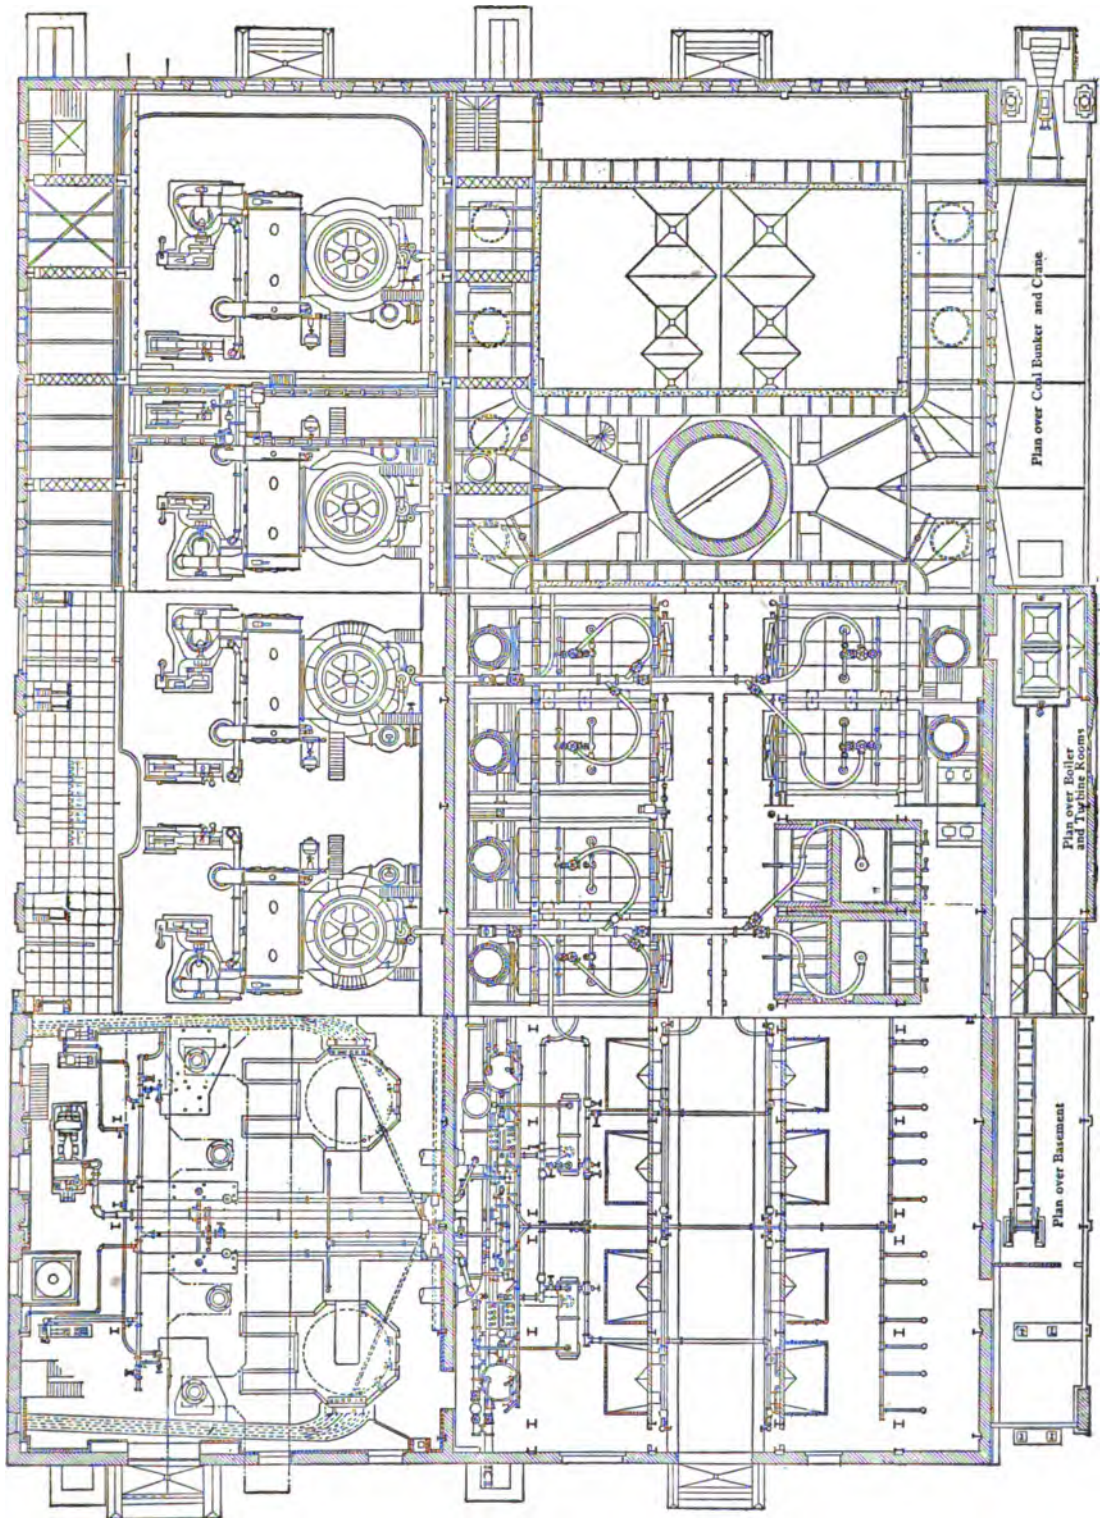 Plan over Coal Bunker and Crane
Plan over Boiler
and Turbine Rooms
Plan over Basement